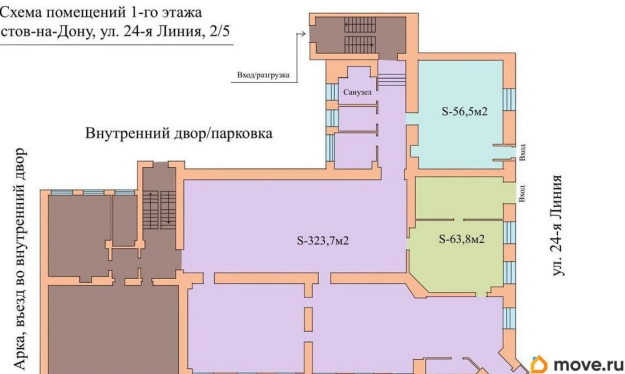 Схема помещений 1-го этажа
стов-на-Дону, ул. 24-я Линия, 2/5
Вход/разгрузка
Санузел
S-56,5м2
Внутренний двор/парковка
Вход
Вход
S-323,7м2
S-63,8м2
ул. 24-я Линия
Арка, въезд во внутренний двор
move.ru